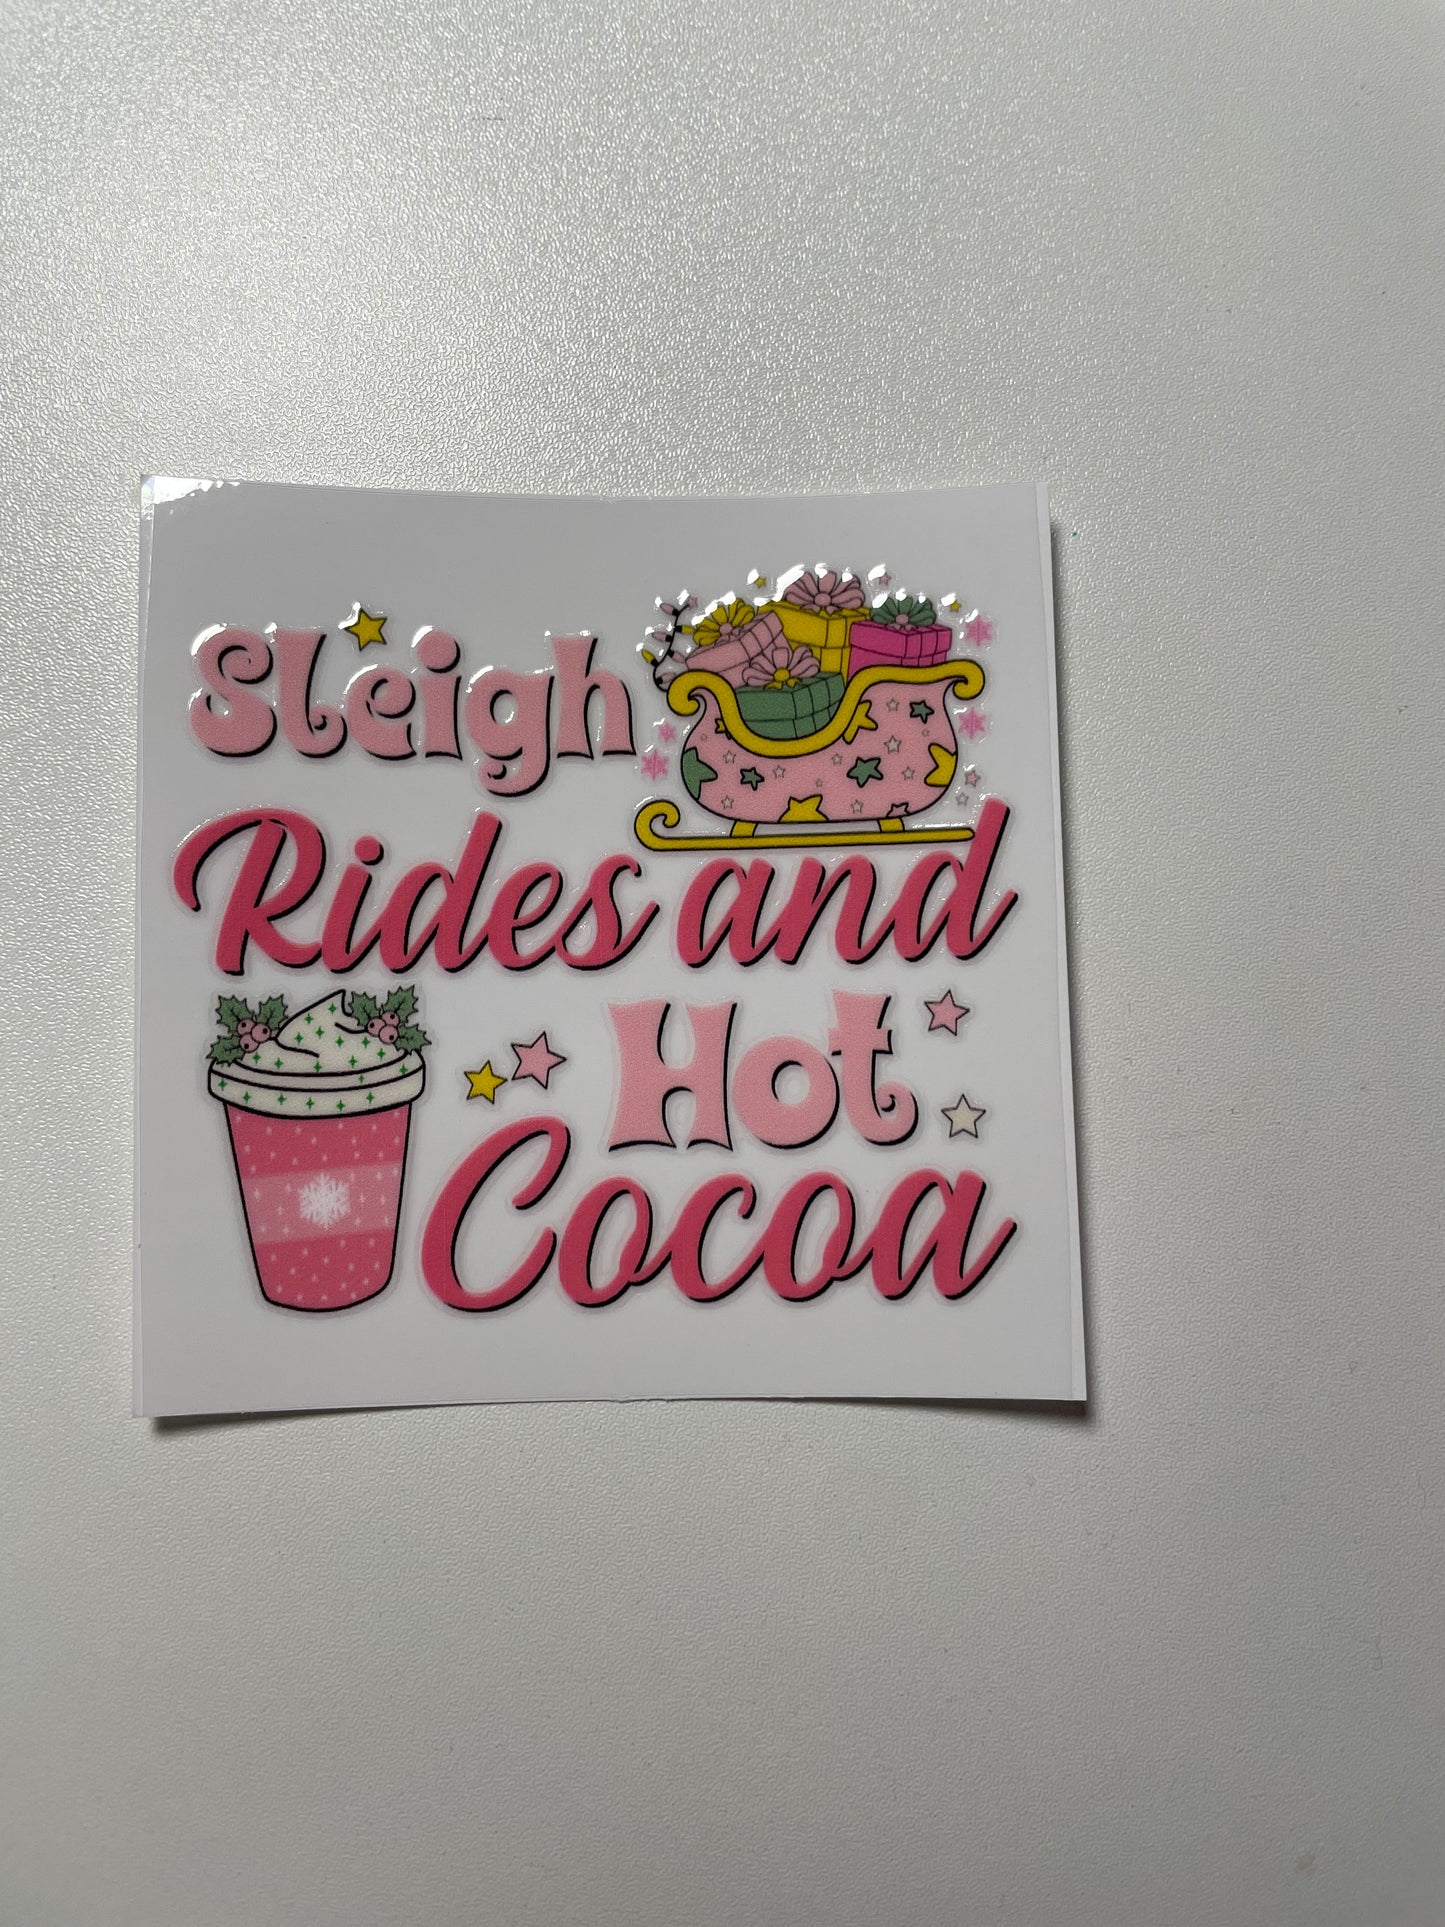 Sleigh
Rides and
Hot
Cocoa